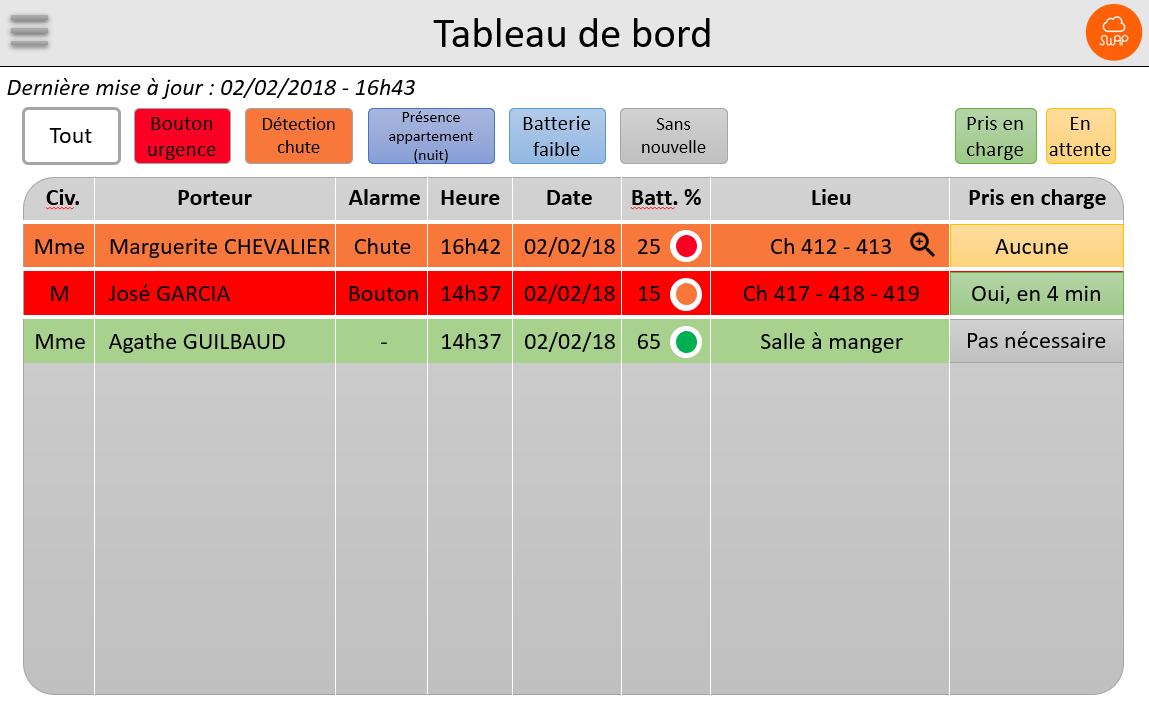 Tableau de bord
SWAP
Dernière mise à jour : 02/02/2018 - 16h43
Tout
Bouton
urgence
Détection
chute
Présence
appartement
(nuit)
Batterie
faible
Sans
nouvelle
Pris en
charge
En
attente
Civ. Porteur Alarme Heure Date Batt. % Lieu Pris en charge
Mme Marguerite CHEVALIER Chute 16h42 02/02/18 25 Ch 412 - 413 Aucune
M José GARCIA Bouton 14h37 02/02/18 15 Ch 417 - 418 - 419 Oui, en 4 min
Mme Agathe GUILBAUD - 14h37 02/02/18 65 Salle à manger Pas nécessaire